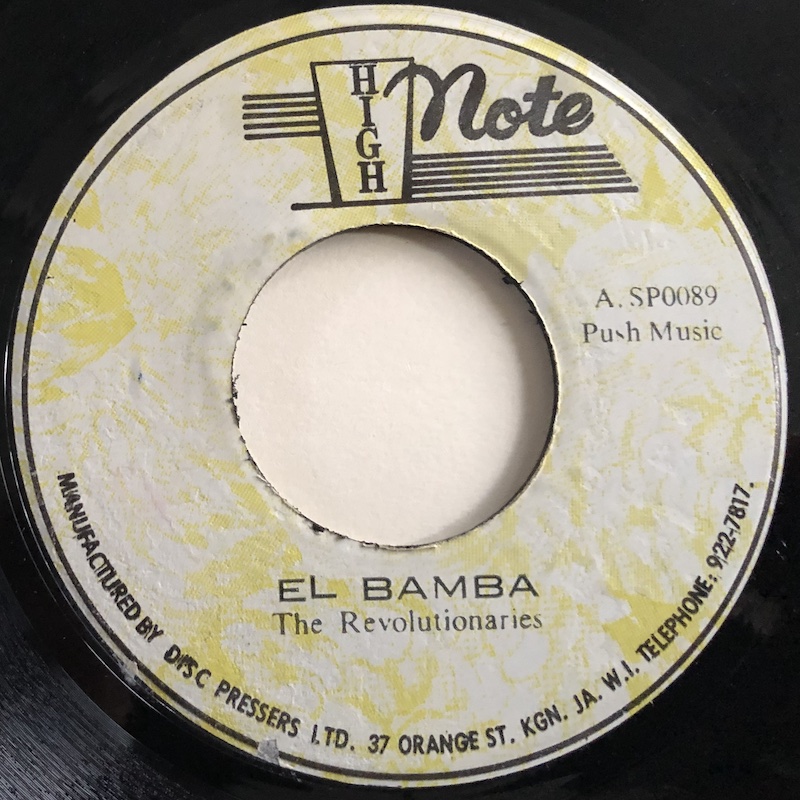 HIGH
Note
A. SP0089
Push Music
EL BAMBA
The Revolutionaries
MANUFACTURED BY DISC PRESSERS LTD. 37 ORANGE ST. KGN. JA. W.I. TELEPHONE: 922-7817.